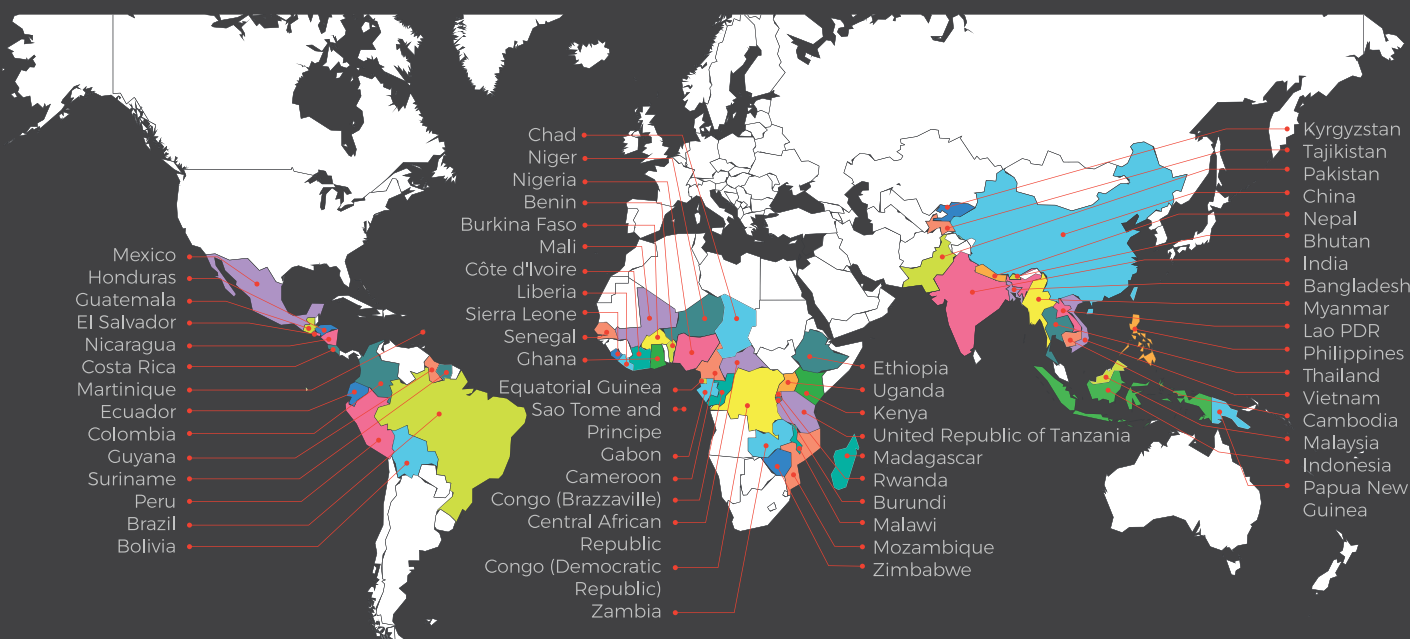 Mexico
Honduras
Guatemala
El Salvador
Nicaragua
Costa Rica
Martinique
Ecuador
Colombia
Guyana
Suriname
Peru
Brazil
Bolivia
Chad
Niger
Nigeria
Benin
Burkina Faso
Mali
Côte d'Ivoire
Liberia
Sierra Leone
Senegal
Ghana
Equatorial Guinea
Sao Tome and
Principe
Gabon
Cameroon
Congo (Brazzaville)
Central African
Republic
Congo (Democratic
Republic)
Zambia
Ethiopia
Uganda
Kenya
United Republic of Tanzania
Madagascar
Rwanda
Burundi
Malawi
Mozambique
Zimbabwe
Kyrgyzstan
Tajikistan
Pakistan
China
Nepal
Bhutan
India
Bangladesh
Myanmar
Lao PDR
Philippines
Thailand
Vietnam
Cambodia
Malaysia
Indonesia
Papua New
Guinea